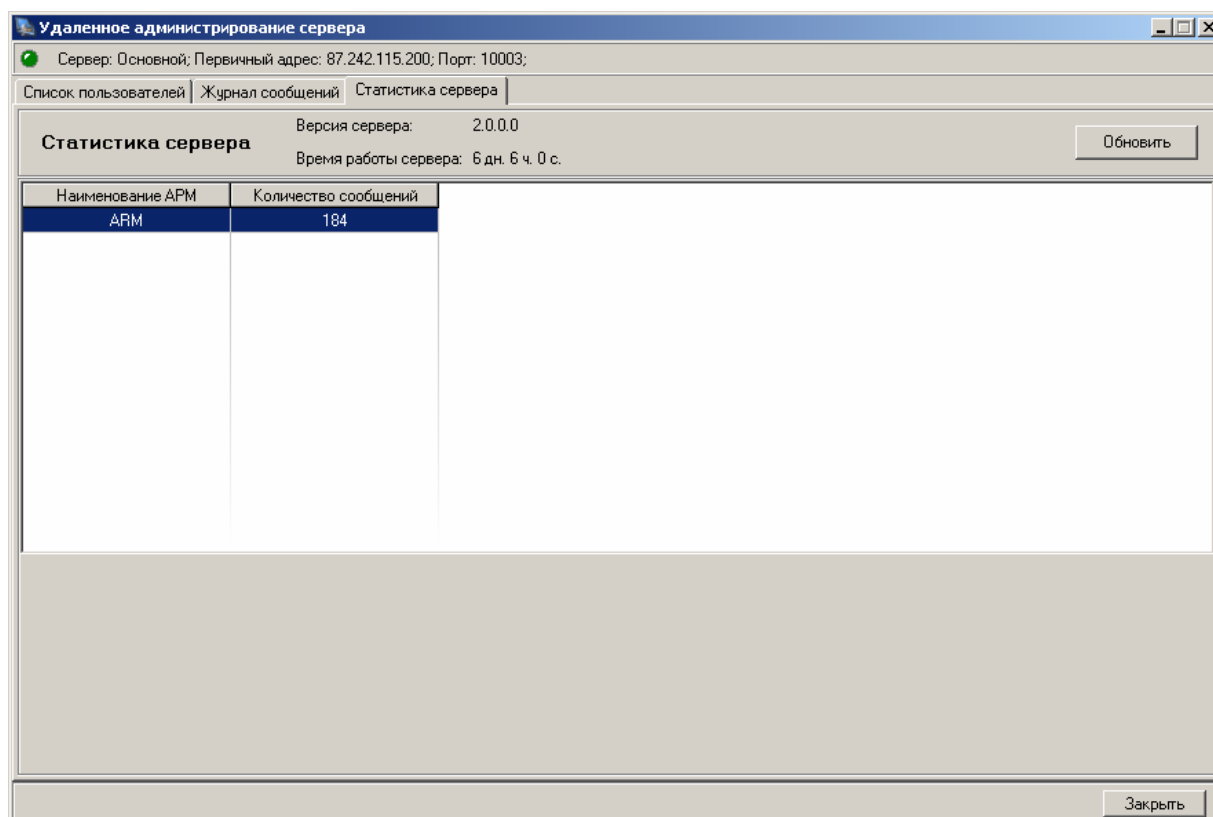 Удаленное администрирование сервера
Сервер: Основной; Первичный адрес: 87.242.115.200; Порт: 10003;
Список пользователей Журнал сообщений Статистика сервера
Статистика сервера
Версия сервера: 2.0.0.0
Время работы сервера: 6 дн. 6 ч. 0 с.
Обновить
Наименование АРМ Количество сообщений
ARM 184
Закрыть